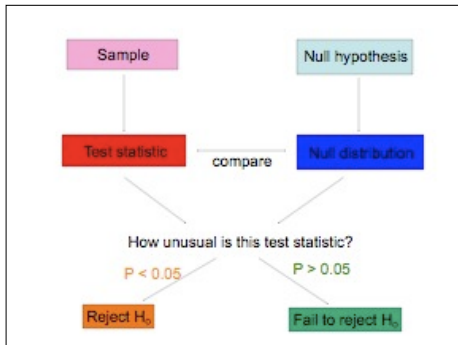 Sample
Null hypothesis
Test statistic
compare
Null distribution
How unusual is this test statistic?
P < 0.05
P > 0.05
Reject H₀
Fail to reject H₀